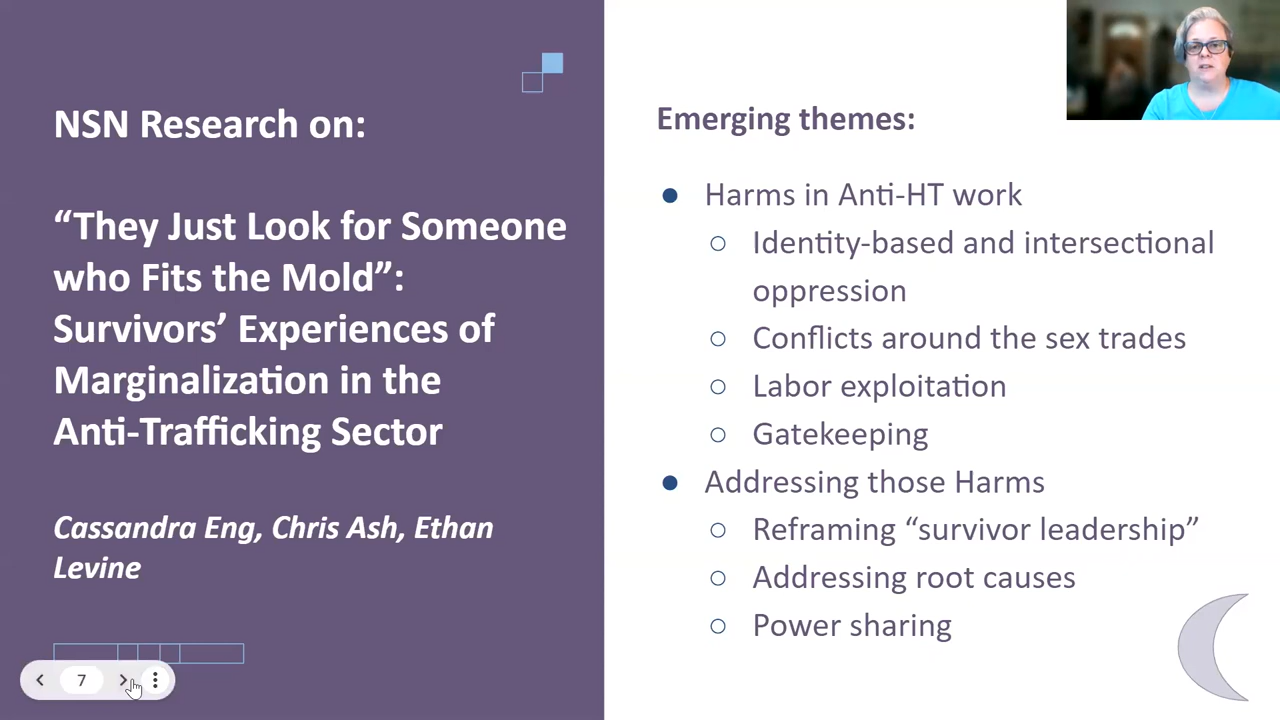 NSN Research on:
“They Just Look for Someone
who Fits the Mold”:
Survivors’ Experiences of
Marginalization in the
Anti-Trafficking Sector
Cassandra Eng, Chris Ash, Ethan
Levine
7
Emerging themes:
● Harms in Anti-HT work
○ Identity-based and intersectional
oppression
○ Conflicts around the sex trades
○ Labor exploitation
○ Gatekeeping
● Addressing those Harms
○ Reframing “survivor leadership”
○ Addressing root causes
○ Power sharing